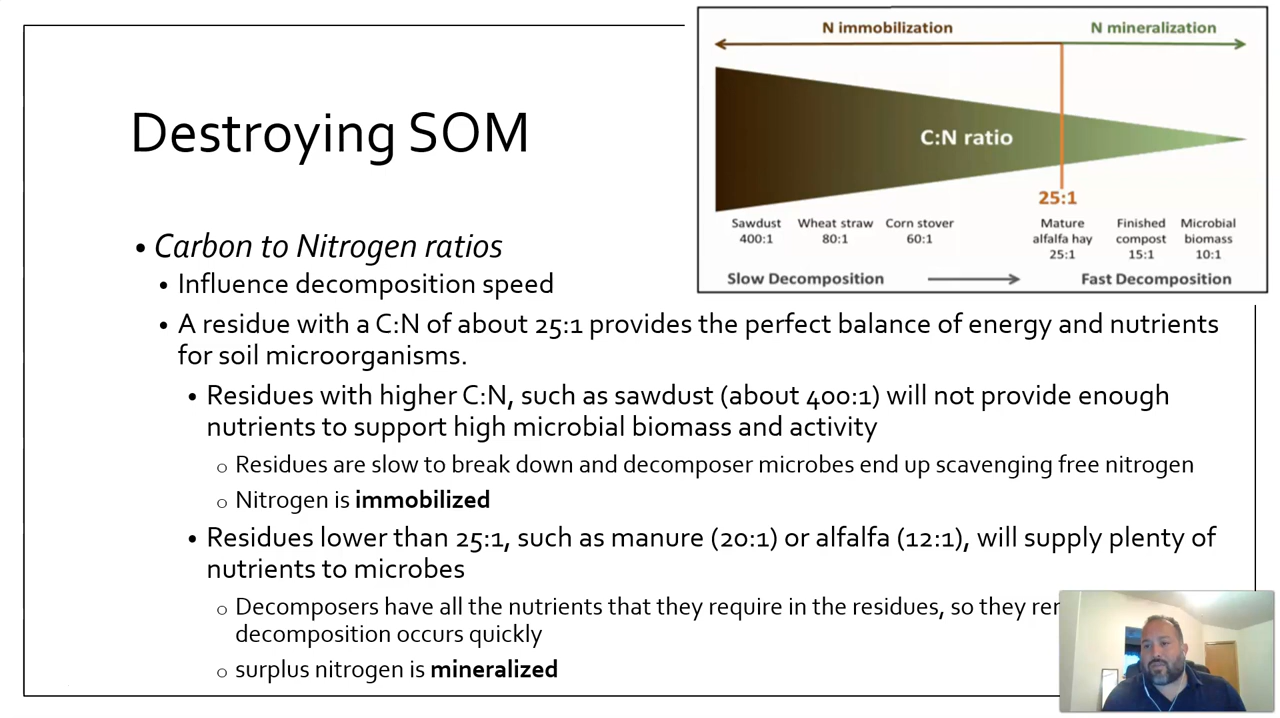 N immobilization N mineralization
C:N ratio
25:1
Sawdust Wheat straw Corn stover Mature Finished Microbial
400:1 80:1 60:1 alfalfa hay compost biomass
25:1 15:1 10:1
Slow Decomposition Fast Decomposition
Destroying SOM
• Carbon to Nitrogen ratios
• Influence decomposition speed
• A residue with a C:N of about 25:1 provides the perfect balance of energy and nutrients
for soil microorganisms.
• Residues with higher C:N, such as sawdust (about 400:1) will not provide enough
nutrients to support high microbial biomass and activity
o Residues are slow to break down and decomposer microbes end up scavenging free nitrogen
o Nitrogen is immobilized
• Residues lower than 25:1, such as manure (20:1) or alfalfa (12:1), will supply plenty of
nutrients to microbes
o Decomposers have all the nutrients that they require in the residues, so they
decomposition occurs quickly
o surplus nitrogen is mineralized